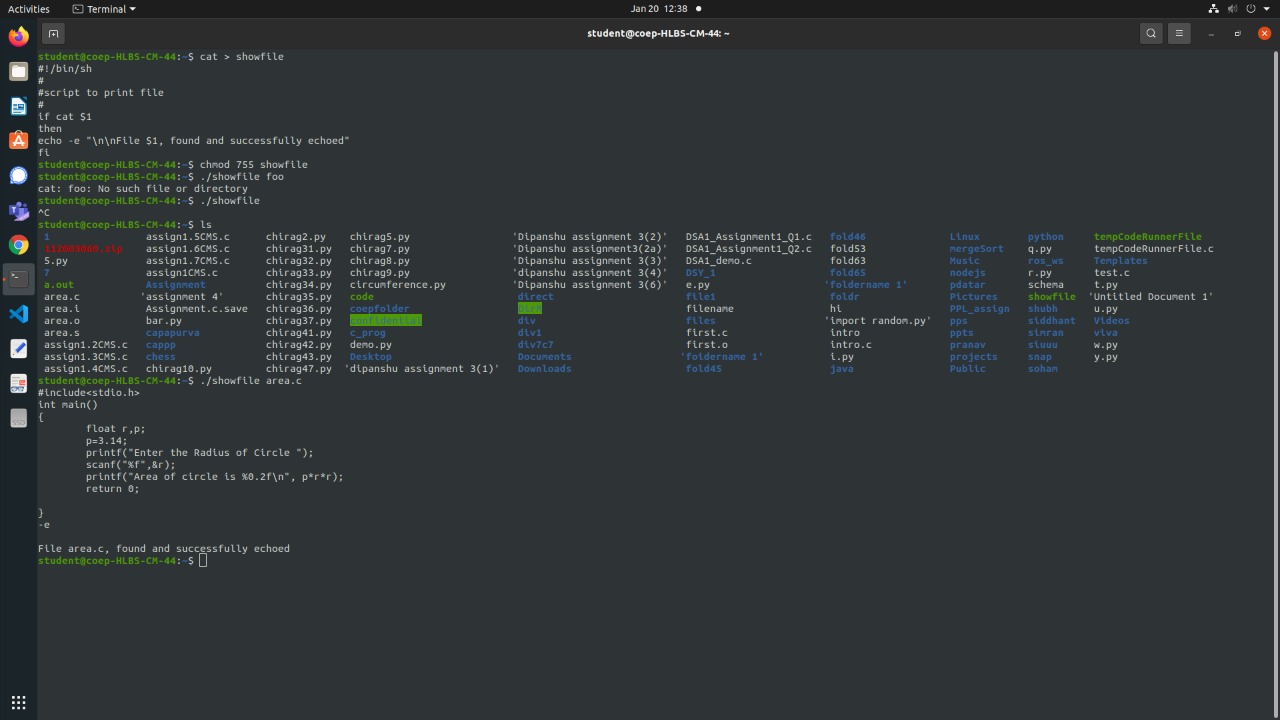 Activities Terminal Jan 20 12:38
student@coep-HLBS-CM-44: ~
student@coep-HLBS-CM-44:~$ cat > showfile
#!/bin/sh
#
#script to print file
#
if cat $1
then
echo -e "\n\nFile $1, found and successfully echoed"
fi
student@coep-HLBS-CM-44:~$ chmod 755 showfile
student@coep-HLBS-CM-44:~$ ./showfile foo
cat: foo: No such file or directory
student@coep-HLBS-CM-44:~$ ./showfile
^C
student@coep-HLBS-CM-44:~$ ls
1 assign1.5CMS.c chirag2.py chirag5.py 'Dipanshu assignment 3(2)' DSA1_Assignment1_Q1.c fold46 Linux python tempCodeRunnerFile
112003060.zip assign1.6CMS.c chirag31.py chirag7.py 'Dipanshu assignment3(2a)' DSA1_Assignment1_Q2.c fold53 mergeSort q.py tempCodeRunnerFile.c
5.py assign1.7CMS.c chirag32.py chirag8.py 'Dipanshu assignment 3(3)' DSA1_demo.c fold63 Music ros_ws Templates
7 assign1CMS.c chirag33.py chirag9.py 'dipanshu assignment 3(4)' DSY_1 fold65 nodejs r.py test.c
a.out Assignment chirag34.py circumference.py 'Dipanshu assignment 3(6)' e.py 'foldername 1' pdatar schema t.py
area.c 'assignment 4' chirag35.py code direct file1 foldr Pictures showfile 'Untitled Document 1'
area.i Assignment.c.save chirag36.py coepfolder filename hi PPL_assign shubh u.py
area.o bar.py chirag37.py confidential div files 'import random.py' pps siddhant Videos
area.s capapurva chirag41.py c_prog div1 first.c intro ppts simran viva
assign1.2CMS.c cappp chirag42.py demo.py div7c7 first.o intro.c pranav siuuu w.py
assign1.3CMS.c chess chirag43.py Desktop Documents 'foldername 1' i.py projects snap y.py
assign1.4CMS.c chirag10.py chirag47.py 'dipanshu assignment 3(1)' Downloads fold45 java Public soham
student@coep-HLBS-CM-44:~$ ./showfile area.c
#include<stdio.h>
int main()
{
float r,p;
p=3.14;
printf("Enter the Radius of Circle ");
scanf("%f",&r);
printf("Area of circle is %0.2f\n", p*r*r);
return 0;
}
-e
File area.c, found and successfully echoed
student@coep-HLBS-CM-44:~$